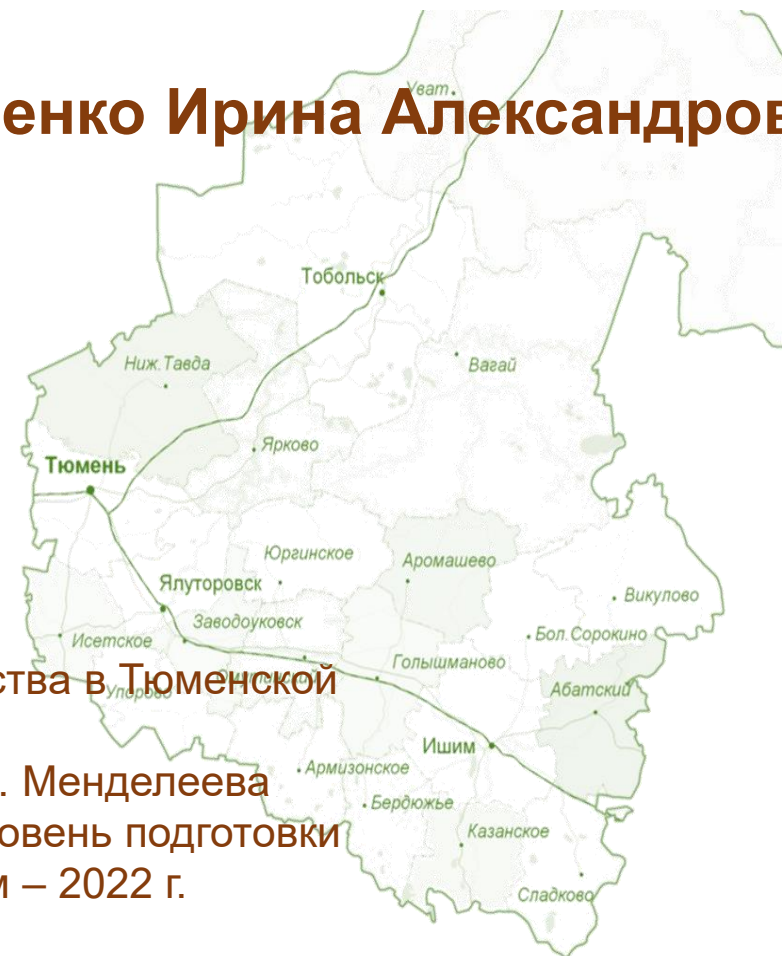 Уват
енко Ирина Александров
Тобольск
Ниж.Тавда
Вагай
Ярково
Тюмень
Юргинское
Аромашево
Ялуторовск
Викулово
Заводоуковск
Бол.Сорокино
Исетское
Голышманово
ства в Тюменской
Упорово
Омутинский
Абатский
Ишим
. Менделеева
Армизонское
Бердюжье
овень подготовки
Казанское
м – 2022 г.
Сладково